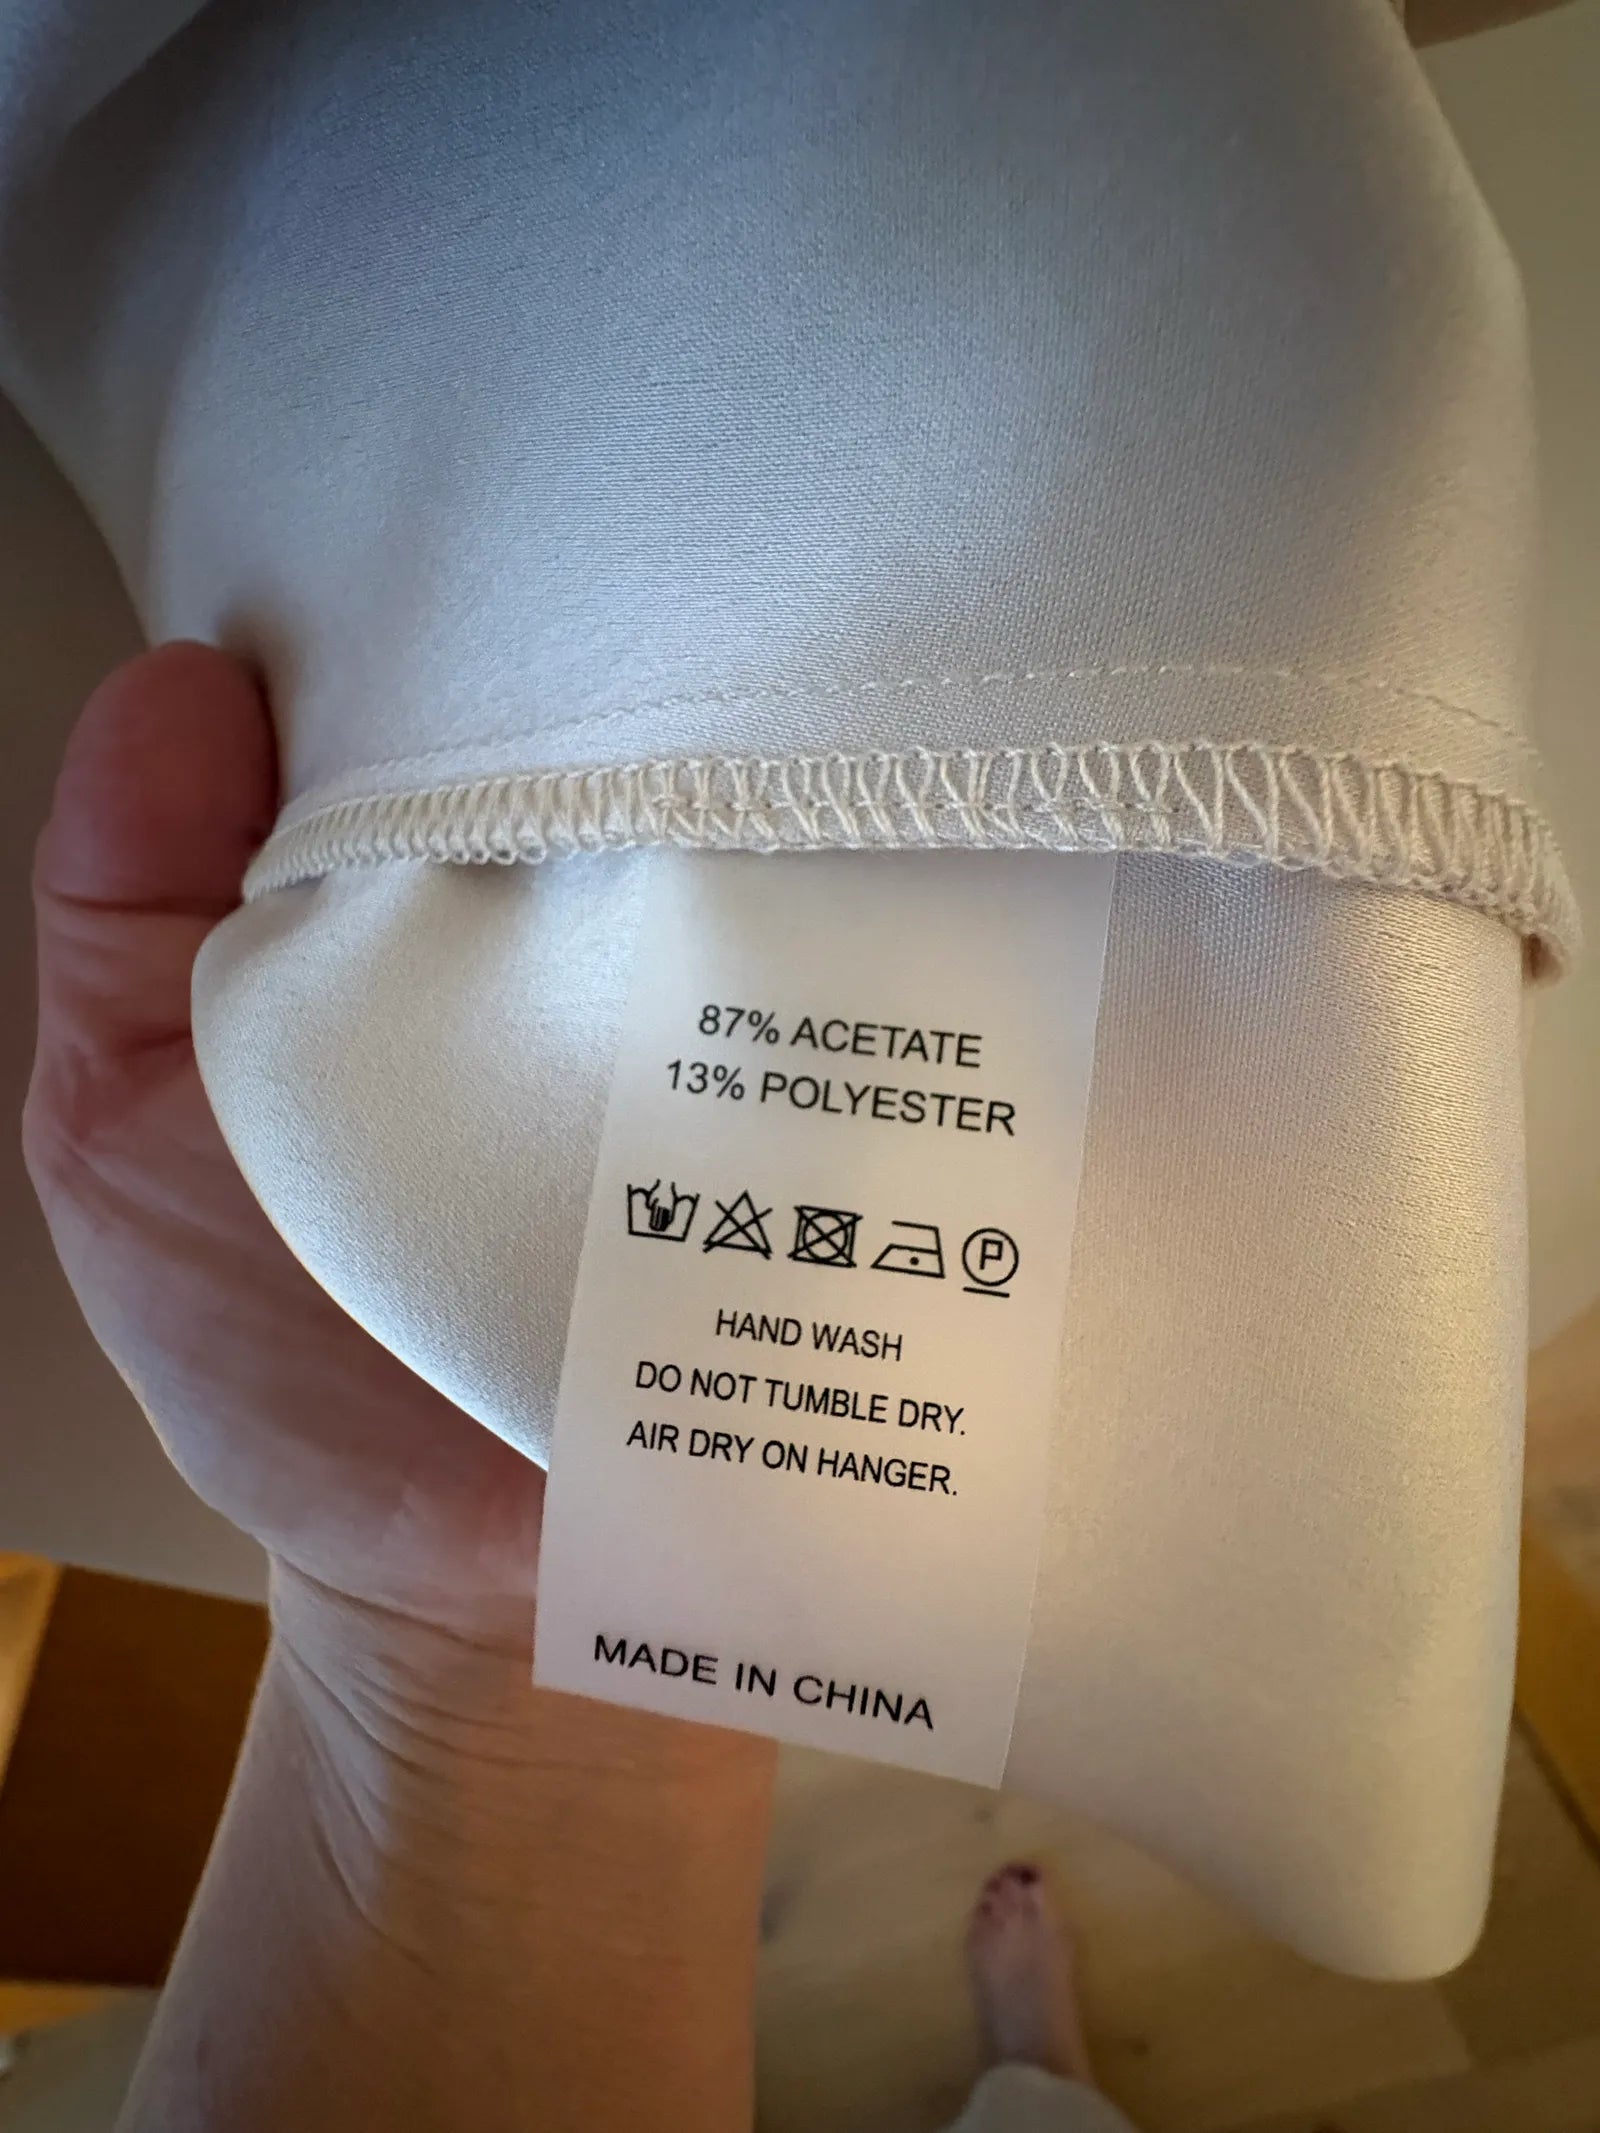 87% ACETATE
13% POLYESTER
P
HAND WASH
DO NOT TUMBLE DRY.
AIR DRY ON HANGER.
MADE IN CHINA